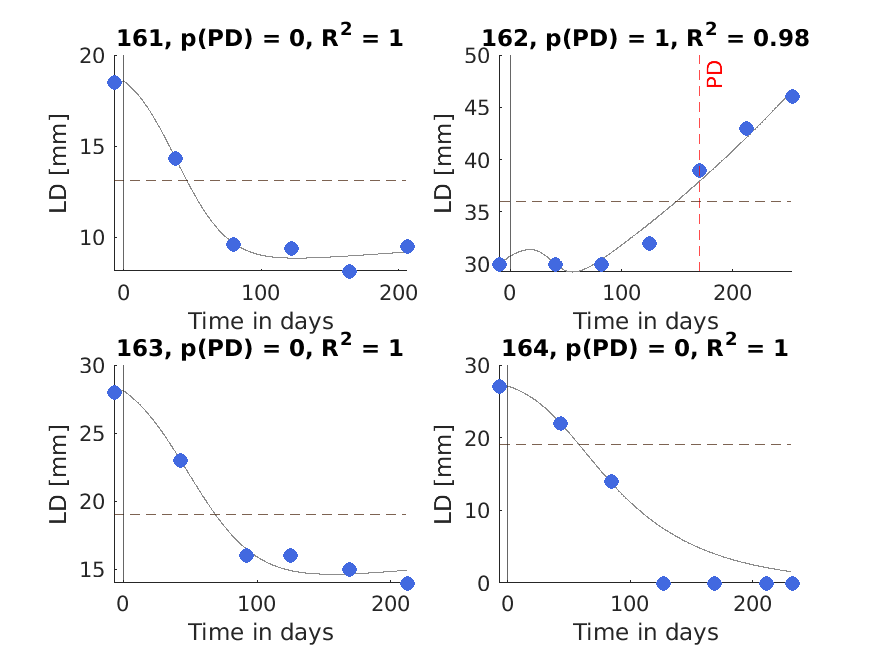 161, p(PD) = 0, R² = 1
20
15
10
LD [mm]
0 100 200
Time in days
162, p(PD) = 1, R² = 0.98
PD
50
45
40
35
30
LD [mm]
0 100 200
Time in days
163, p(PD) = 0, R² = 1
30
25
20
15
LD [mm]
0 100 200
Time in days
164, p(PD) = 0, R² = 1
30
20
10
0
LD [mm]
0 100 200
Time in days